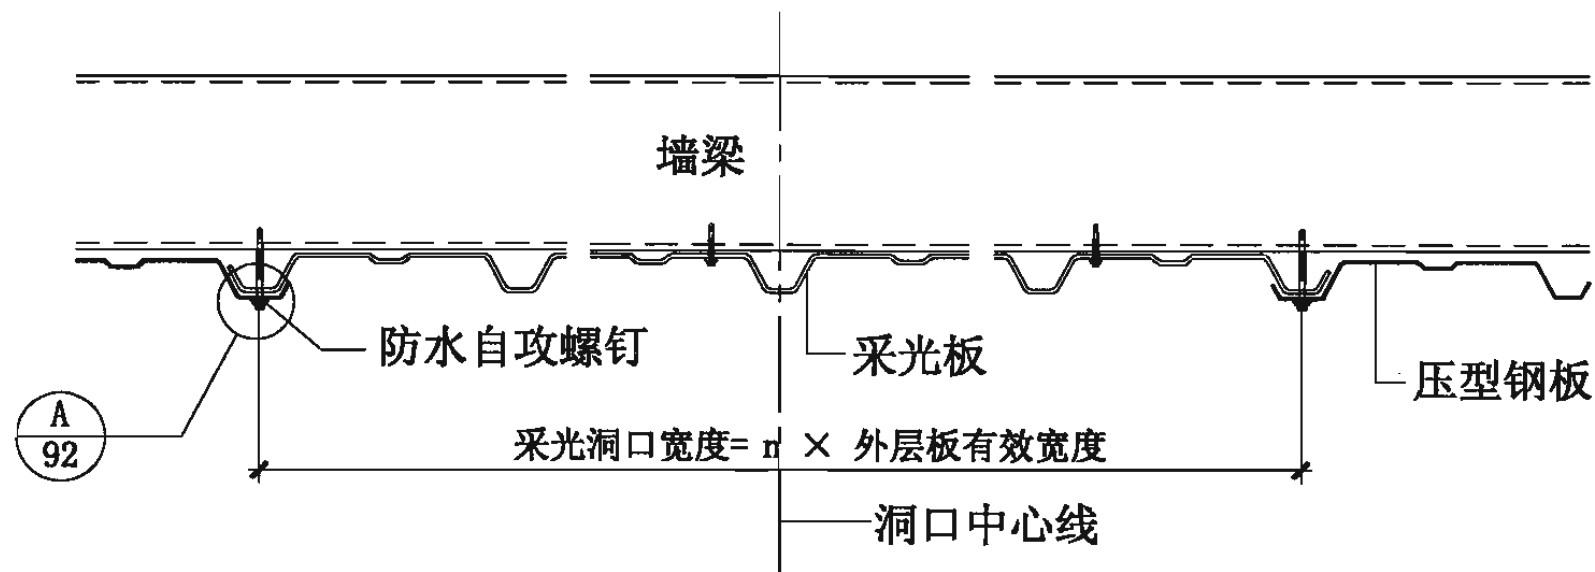 墙梁
防水自攻螺钉
采光板
压型钢板
A
92
采光洞口宽度= n × 外层板有效宽度
洞口中心线